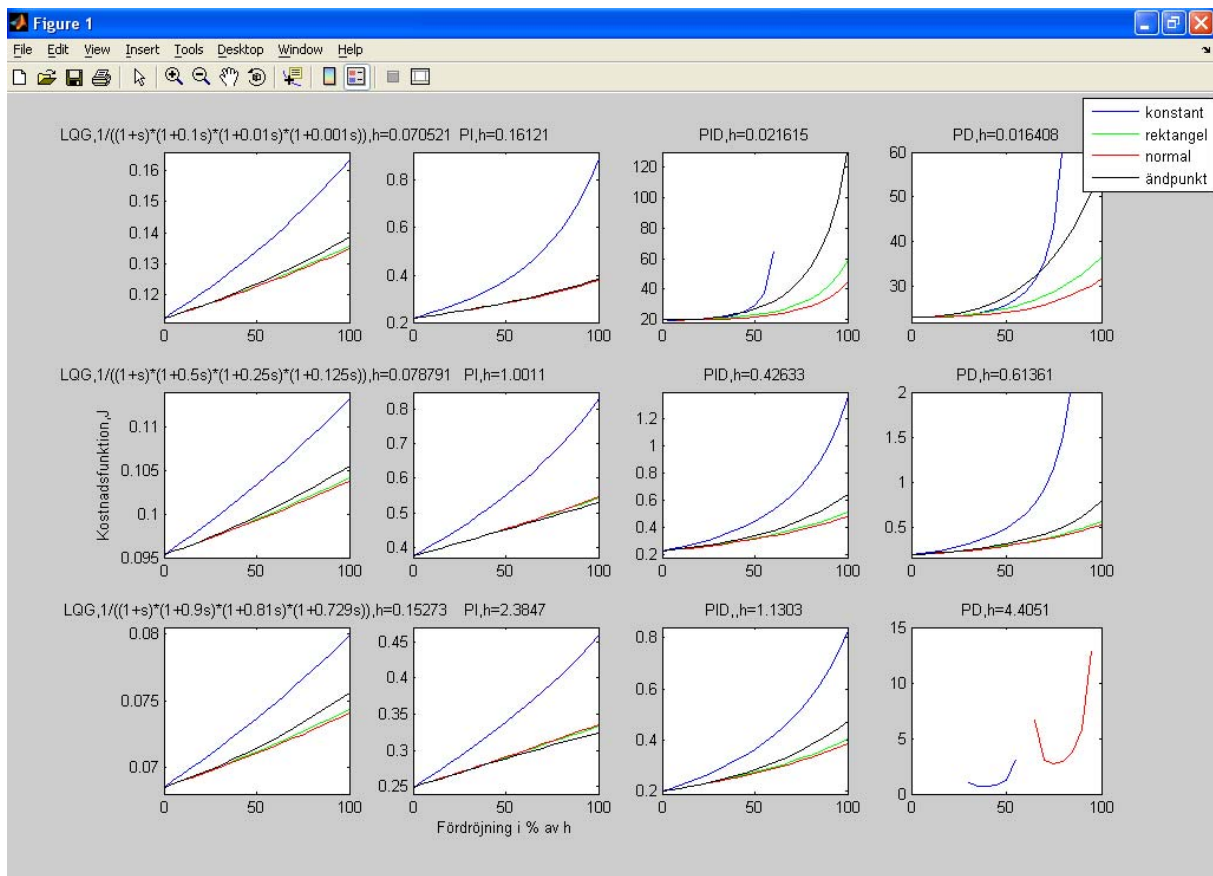 Figure 1
File Edit View Insert Tools Desktop Window Help
konstant
rektangel
normal
ändpunkt
LQG,1/((1+s)*(1+0.1s)*(1+0.01s)*(1+0.001s)),h=0.070521 PI,h=0.16121 PID,h=0.021615 PD,h=0.016408
0.16
0.15
0.14
0.13
0.12
0 50 100
0.8
0.6
0.4
0.2
0 50 100
120
100
80
60
40
20
0 50 100
60
50
40
30
0 50 100
LQG,1/((1+s)*(1+0.5s)*(1+0.25s)*(1+0.125s)),h=0.078791 PI,h=1.0011 PID,h=0.42633 PD,h=0.61361
Kostnadsfunktion,J
0.11
0.105
0.1
0.095
0 50 100
0.8
0.7
0.6
0.5
0.4
0 50 100
1.2
1
0.8
0.6
0.4
0.2
0 50 100
2
1.5
1
0.5
0 50 100
LQG,1/((1+s)*(1+0.9s)*(1+0.81s)*(1+0.729s)),h=0.15273 PI,h=2.3847 PID,,h=1.1303 PD,h=4.4051
0.08
0.075
0.07
0 50 100
0.45
0.4
0.35
0.3
0.25
0 50 100
0.8
0.6
0.4
0.2
0 50 100
15
10
5
0
0 50 100
Fördröjning i % av h